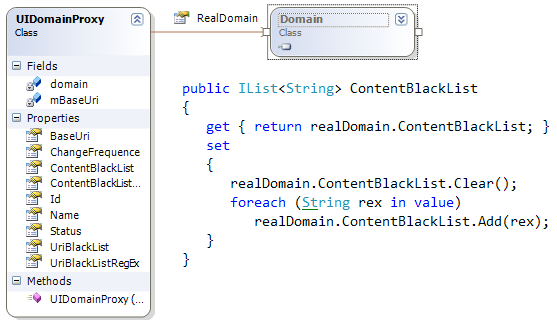 UIDomainProxy
Class
Fields
domain
mBaseUri
Properties
BaseUri
ChangeFrequence
ContentBlackList
ContentBlackList...
Id
Name
Status
UriBlackList
UriBlackListRegEx
Methods
UIDomainProxy (...
RealDomain
Domain
Class
public IList<String> ContentBlackList
{
get { return realDomain.ContentBlackList; }
set
{
realDomain.ContentBlackList.Clear();
foreach (String rex in value)
realDomain.ContentBlackList.Add(rex);
}
}